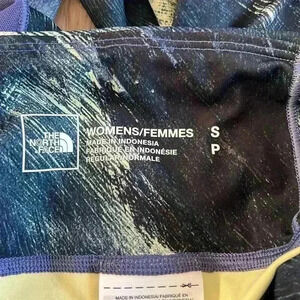 THE
NORTH
FACE
WOMENS/FEMMES
MADE IN INDONESIA
FABRIQUÉ EN INDONÉSIE
REGULAR/NORMALE
S
P
MADE IN INDONESIA/FABRIQUÉ EN